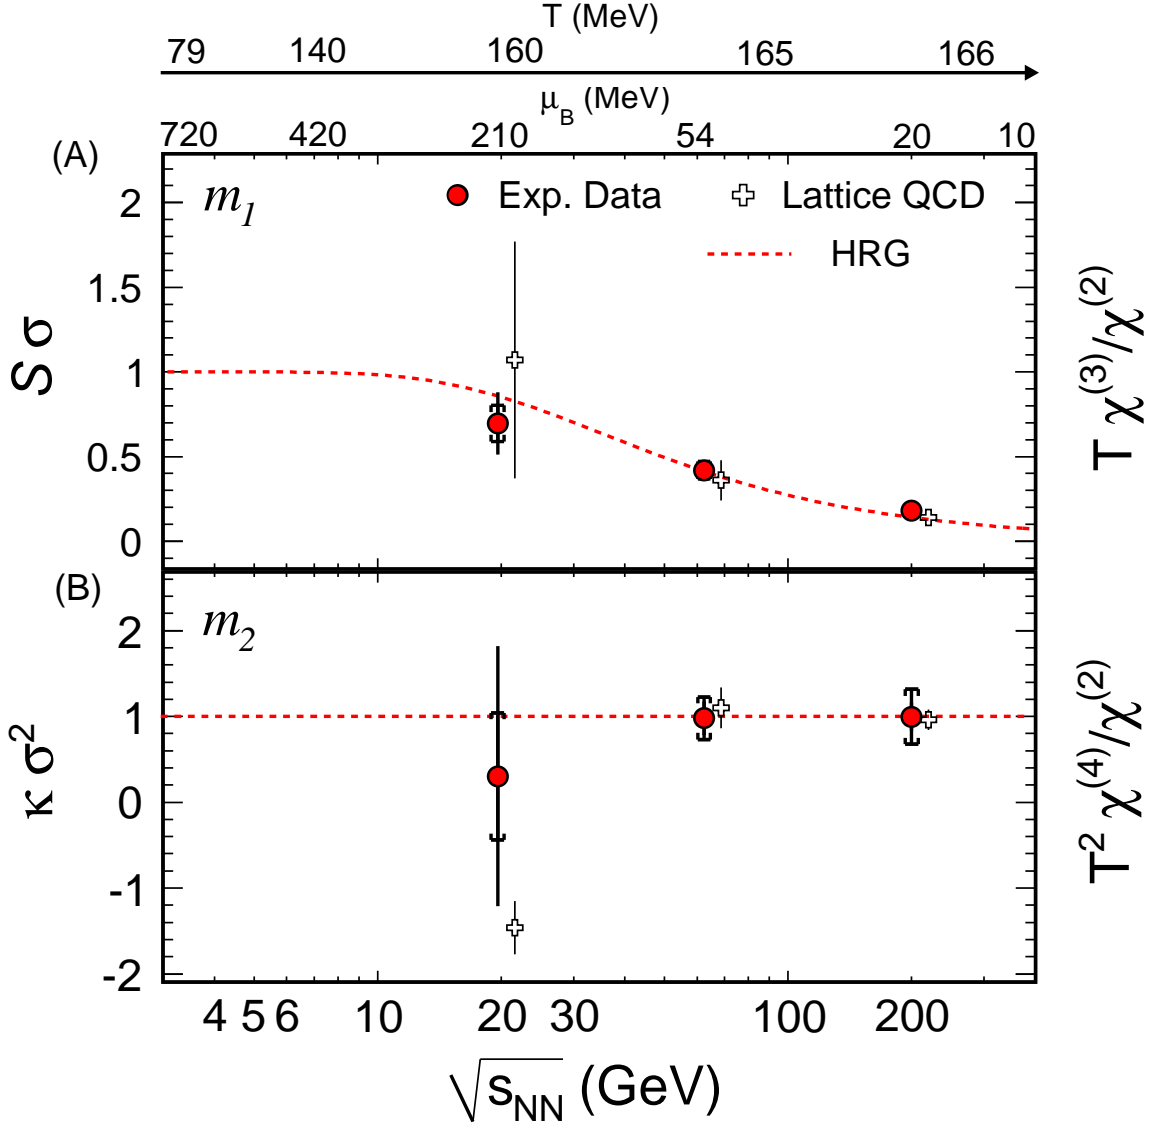 T (MeV)
79 140 160 165 166
μB (MeV)
720 420 210 54 20 10
(A)
m1
Exp. Data Lattice QCD
HRG
2
1.5
1
0.5
0
S σ
T χ(3)/χ(2)
(B)
m2
2
1
0
-1
-2
κ σ2
T2 χ(4)/χ(2)
4 5 6 10 20 30 100 200
√sNN (GeV)